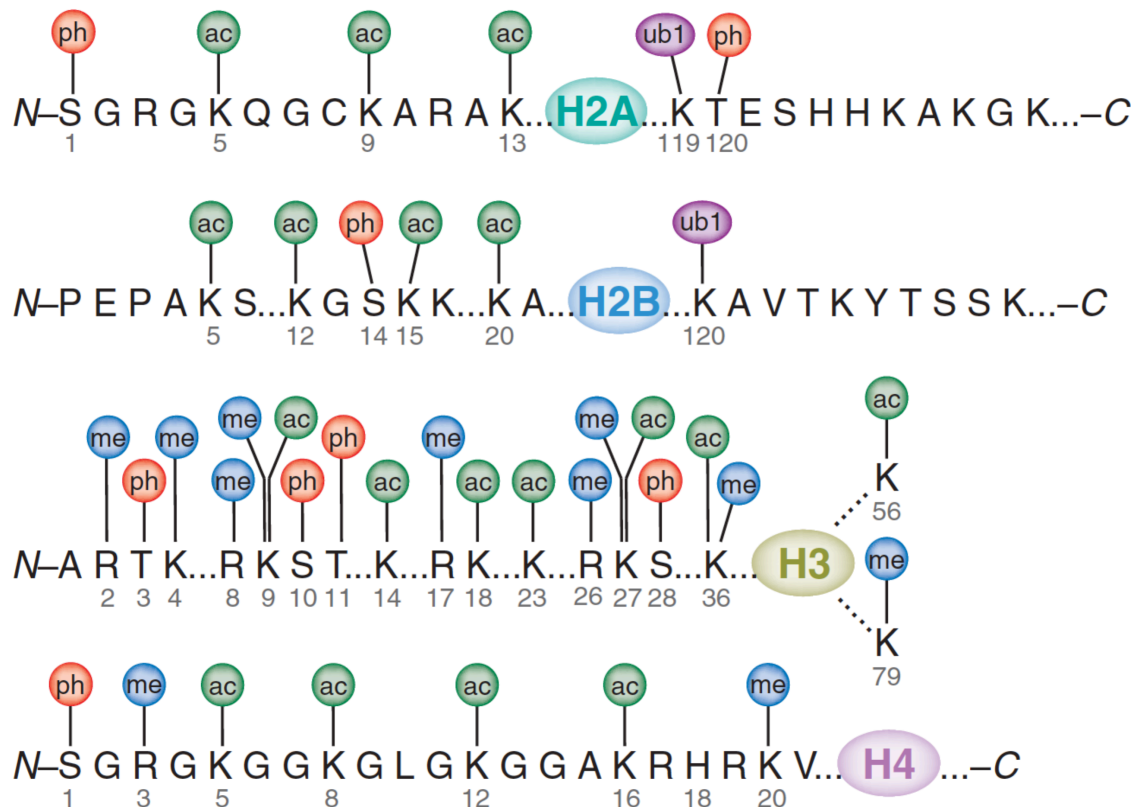 ph ac ac ac ub1 ph
N–S G R G K Q G C K A R A K... H2A ...K T E S H H K A K G K...–C
1 5 9 13 119 120
ac ac ph ac ac ub1
N–P E P A K S...K G S K K...K A... H2B ...K A V T K Y T S S K...–C
5 12 14 15 20 120
ac
me me me ac ph me me ac ac me
ph me ph ac ac ac me ph
K
56
N–A R T K...R K S T...K...R K...K...R K S...K... H3
me
2 3 4 8 9 10 11 14 17 18 23 26 27 28 36
K
79
ph me ac ac ac ac me
N–S G R G K G G K G L G K G G A K R H R K V... H4 ...–C
1 3 5 8 12 16 18 20